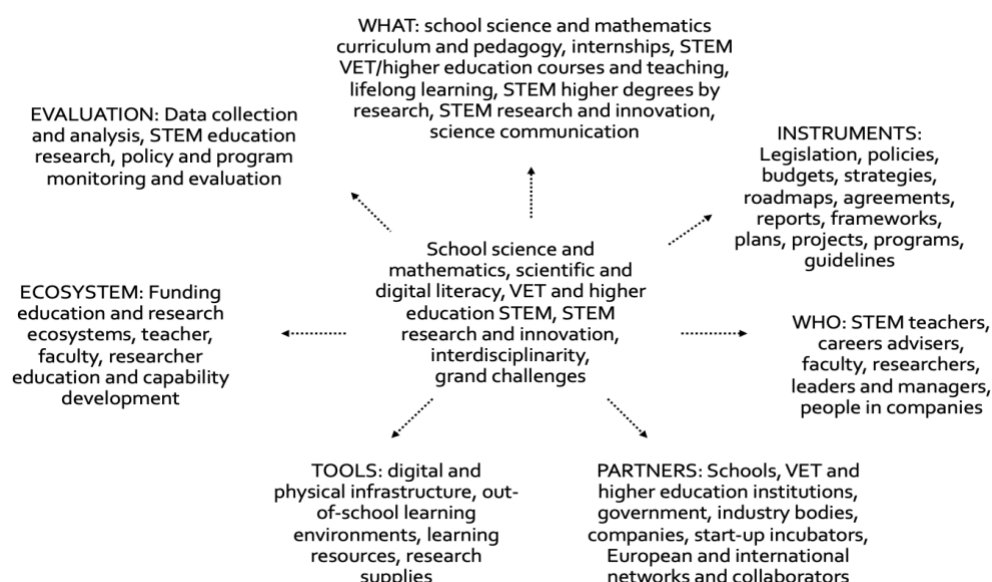 WHAT: school science and mathematics
curriculum and pedagogy, internships, STEM
VET/higher education courses and teaching,
lifelong learning, STEM higher degrees by
research, STEM research and innovation,
science communication
EVALUATION: Data collection
and analysis, STEM education
research, policy and program
monitoring and evaluation
INSTRUMENTS:
Legislation, policies,
budgets, strategies,
roadmaps, agreements,
reports, frameworks,
plans, projects, programs,
guidelines
School science and
mathematics, scientific and
digital literacy, VET and higher
education STEM, STEM
research and innovation,
interdisciplinarity,
grand challenges
ECOSYSTEM: Funding
education and research
ecosystems, teacher,
faculty, researcher
education and capability
development
WHO: STEM teachers,
careers advisers,
faculty, researchers,
leaders and managers,
people in companies
TOOLS: digital and
physical infrastructure, out-
of-school learning
environments, learning
resources, research
supplies
PARTNERS: Schools, VET and
higher education institutions,
government, industry bodies,
companies, start-up incubators,
European and international
networks and collaborators